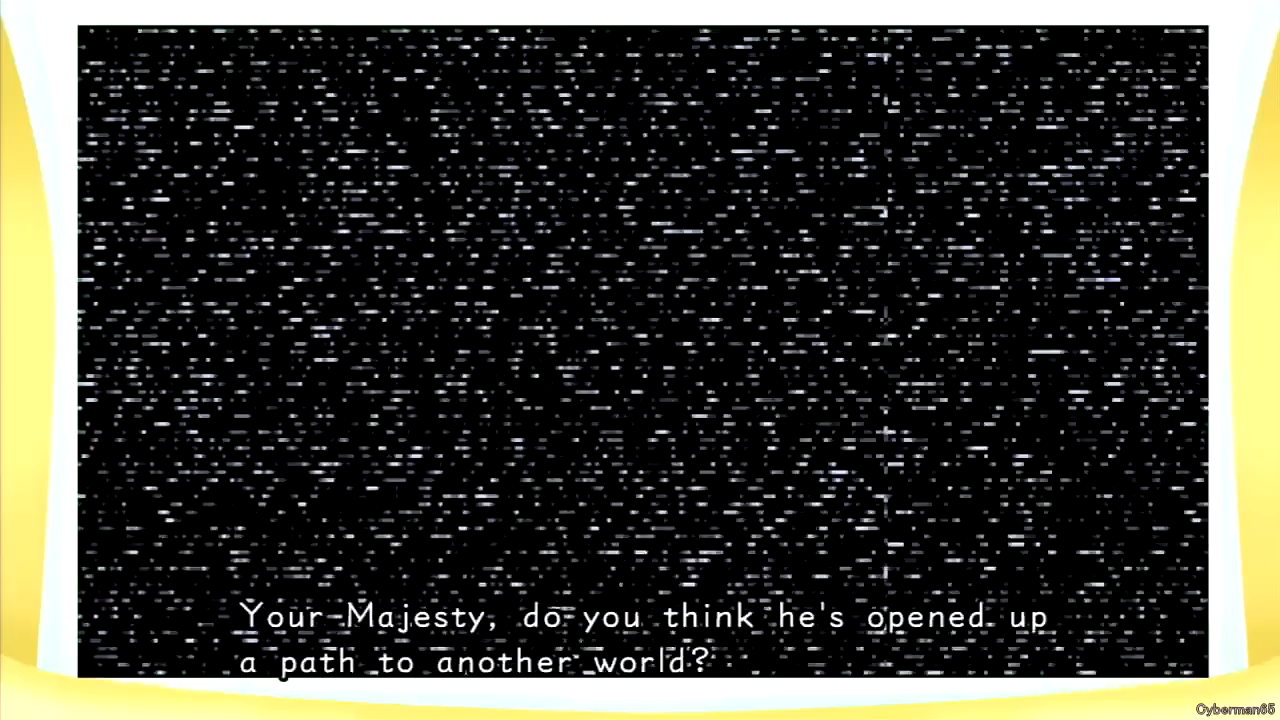 Your Majesty, do you think he's opened up
a path to another world?
Cyberman65